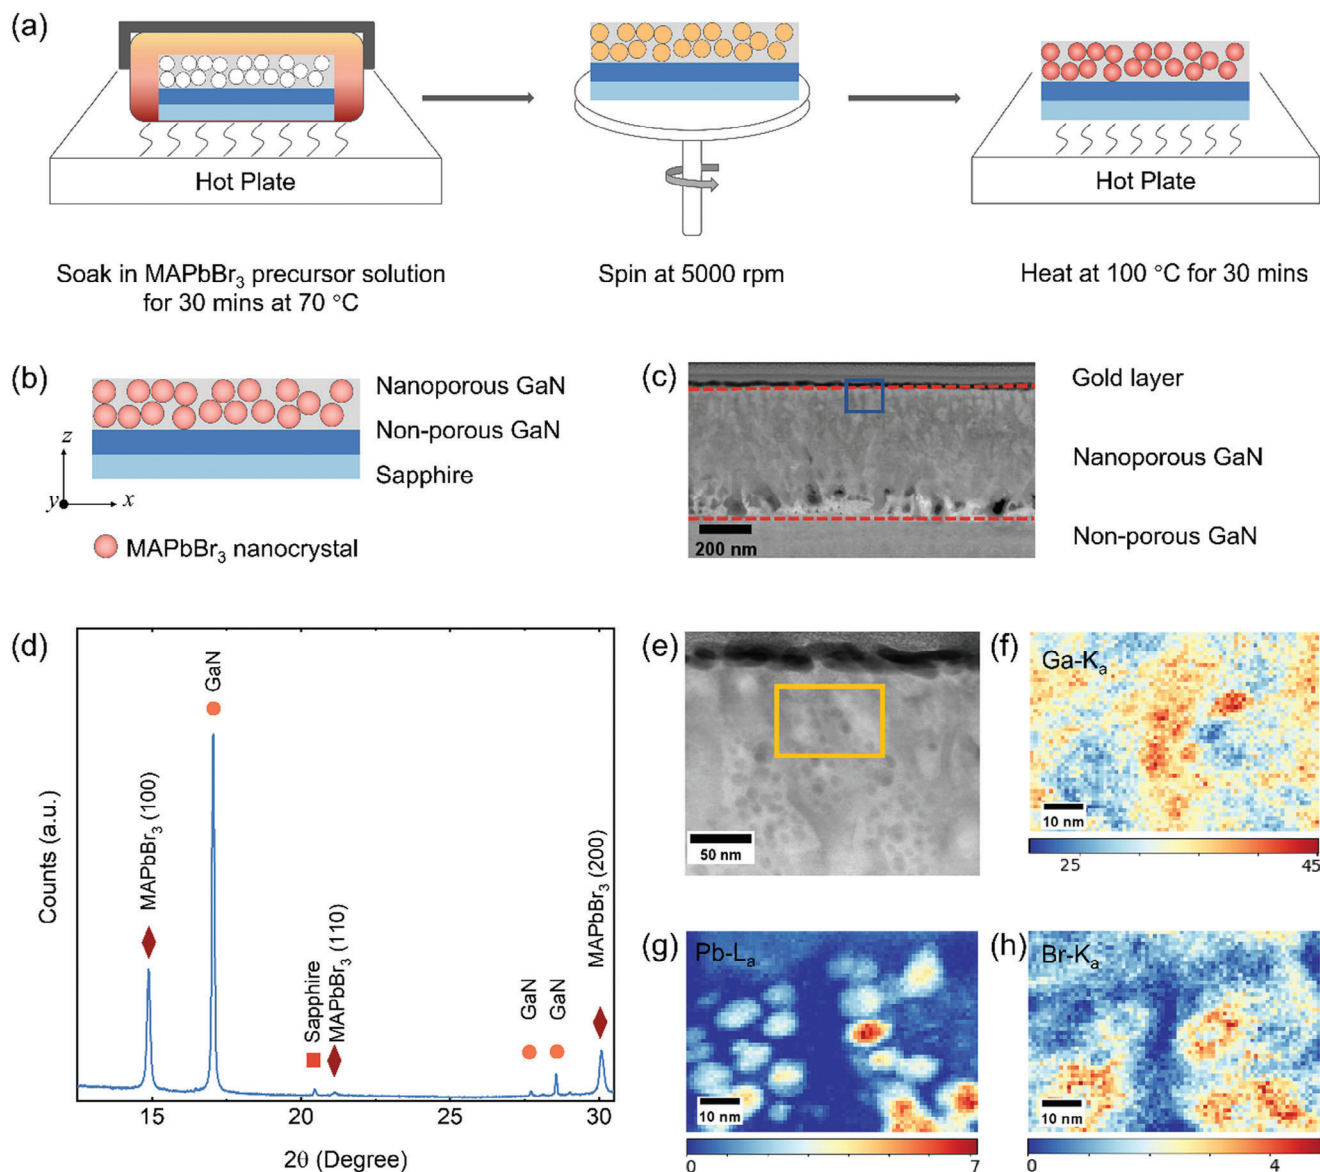 (a)
Hot Plate
Hot Plate
Soak in MAPbBr₃ precursor solution
for 30 mins at 70 °C
Spin at 5000 rpm
Heat at 100 °C for 30 mins
(b)
Nanoporous GaN
Non-porous GaN
Sapphire
z
y
x
MAPbBr₃ nanocrystal
(c)
Gold layer
Nanoporous GaN
Non-porous GaN
200 nm
(d)
Counts (a.u.)
MAPbBr₃ (100)
GaN
Sapphire
MAPbBr₃ (110)
GaN
GaN
MAPbBr₃ (200)
15
20
25
30
2θ (Degree)
(e)
50 nm
(f)
Ga-Kₐ
10 nm
25
45
(g)
Pb-Lₐ
10 nm
0
7
(h)
Br-Kₐ
10 nm
0
4